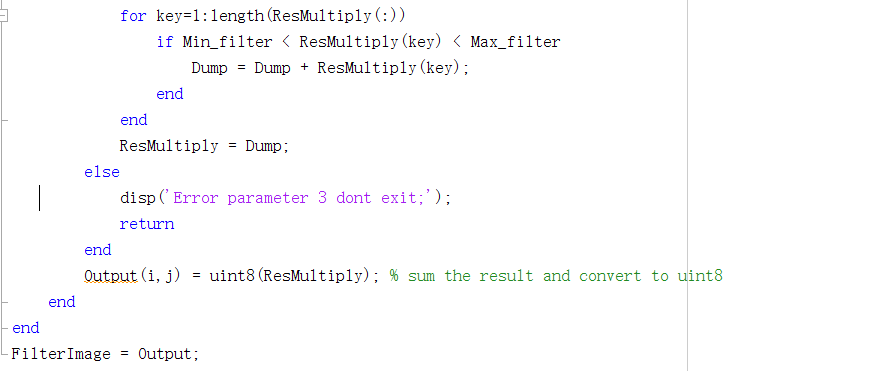 for key=1:length(ResMultiply(:))
if Min_filter < ResMultiply(key) < Max_filter
Dump = Dump + ResMultiply(key);
end
end
ResMultiply = Dump;
else
disp('Error parameter 3 dont exit;');
return
end
Output(i,j) = uint8(ResMultiply); % sum the result and convert to uint8
end
end
FilterImage = Output;